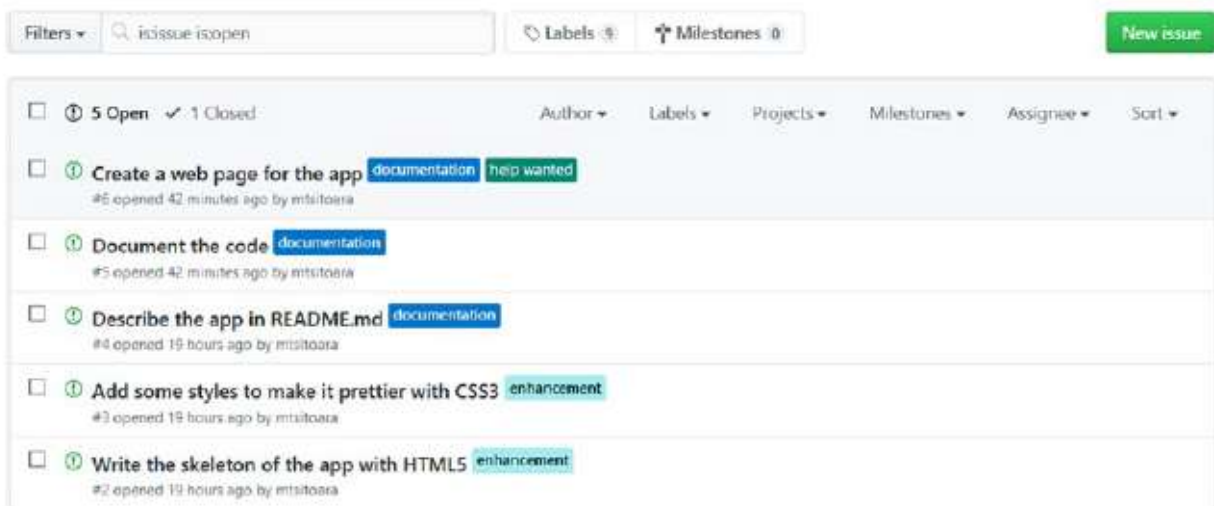 Filters is:issue is:open Labels 9 Milestones 0 New issue
5 Open 1 Closed Author Labels Projects Milestones Assignee Sort
Create a web page for the app documentation help wanted
#6 opened 42 minutes ago by mtsitoara
Document the code documentation
#5 opened 42 minutes ago by mtsitoara
Describe the app in README.md documentation
#4 opened 19 hours ago by mtsitoara
Add some styles to make it prettier with CSS3 enhancement
#3 opened 19 hours ago by mtsitoara
Write the skeleton of the app with HTML5 enhancement
#2 opened 19 hours ago by mtsitoara